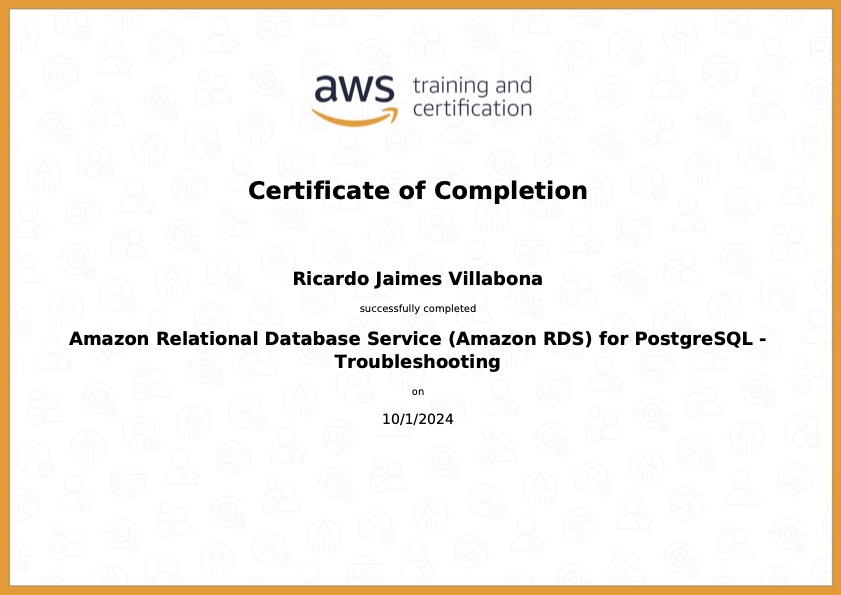 aws training and
certification
Certificate of Completion
Ricardo Jaimes Villabona
successfully completed
Amazon Relational Database Service (Amazon RDS) for PostgreSQL -
Troubleshooting
on
10/1/2024